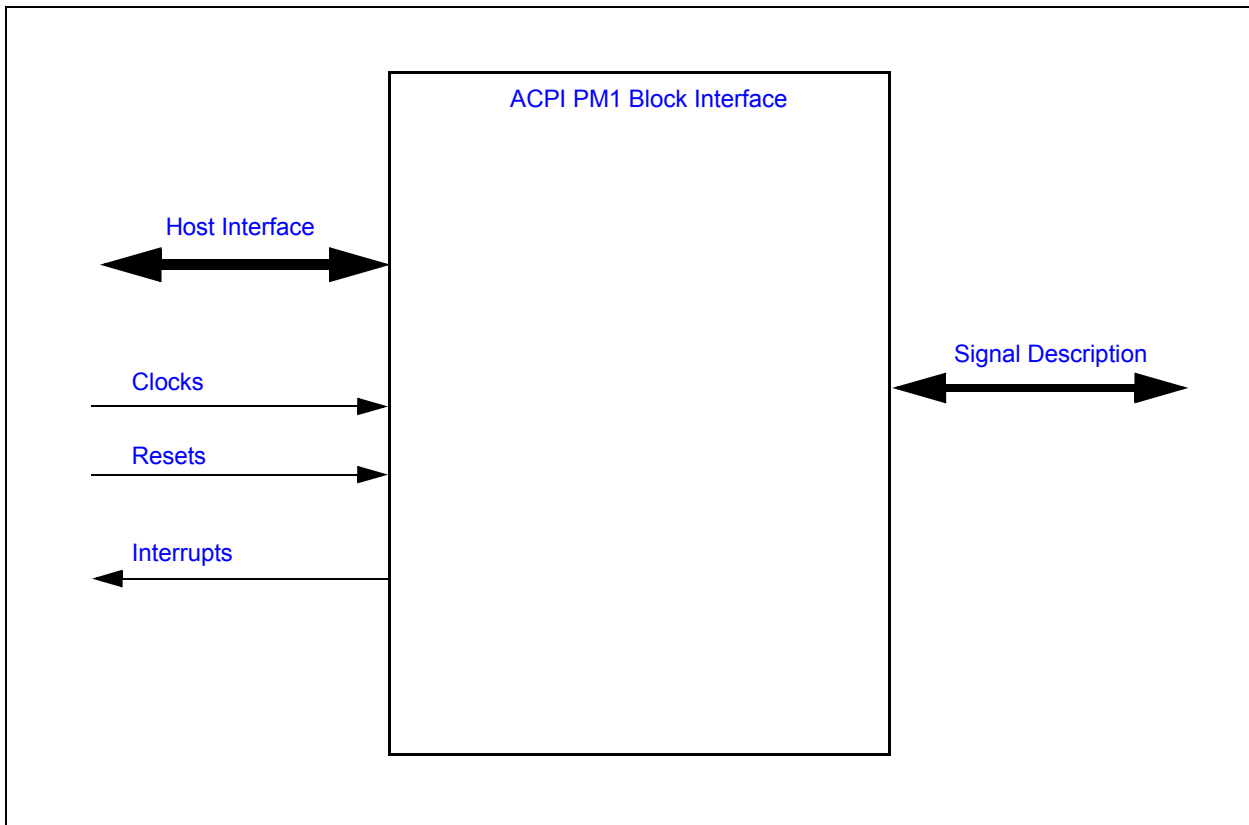 ACPI PM1 Block Interface
Host Interface
Signal Description
Clocks
Resets
Interrupts